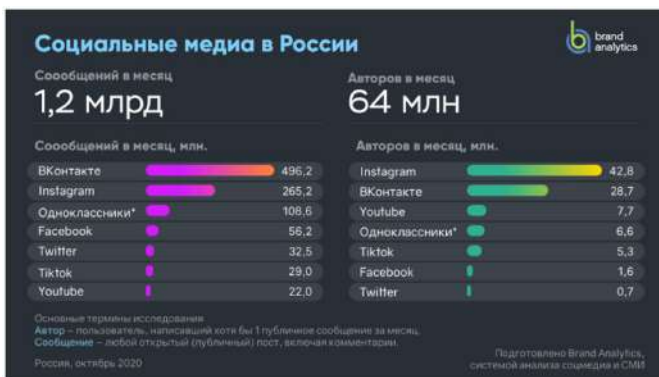 Социальные медиа в России
brand analytics
Соообщений в месяц
1,2 млрд
Авторов в месяц
64 млн
Соообщений в месяц, млн.
ВКонтакте 496,2
Instagram 265,2
Одноклассники* 108,6
Facebook 56,2
Twitter 32,5
Tiktok 29,0
Youtube 22,0
Авторов в месяц, млн.
Instagram 42,8
ВКонтакте 28,7
Youtube 7,7
Одноклассники* 6,6
Tiktok 5,3
Facebook 1,6
Twitter 0,7
Основные термины исследования
Автор – пользователь, написавший хотя бы 1 публичное сообщение за месяц.
Сообщение – любой открытый (публичный) пост, включая комментарии.
Россия, октябрь 2020
Подготовлено Brand Analytics,
системой анализа соцмедиа и СМИ